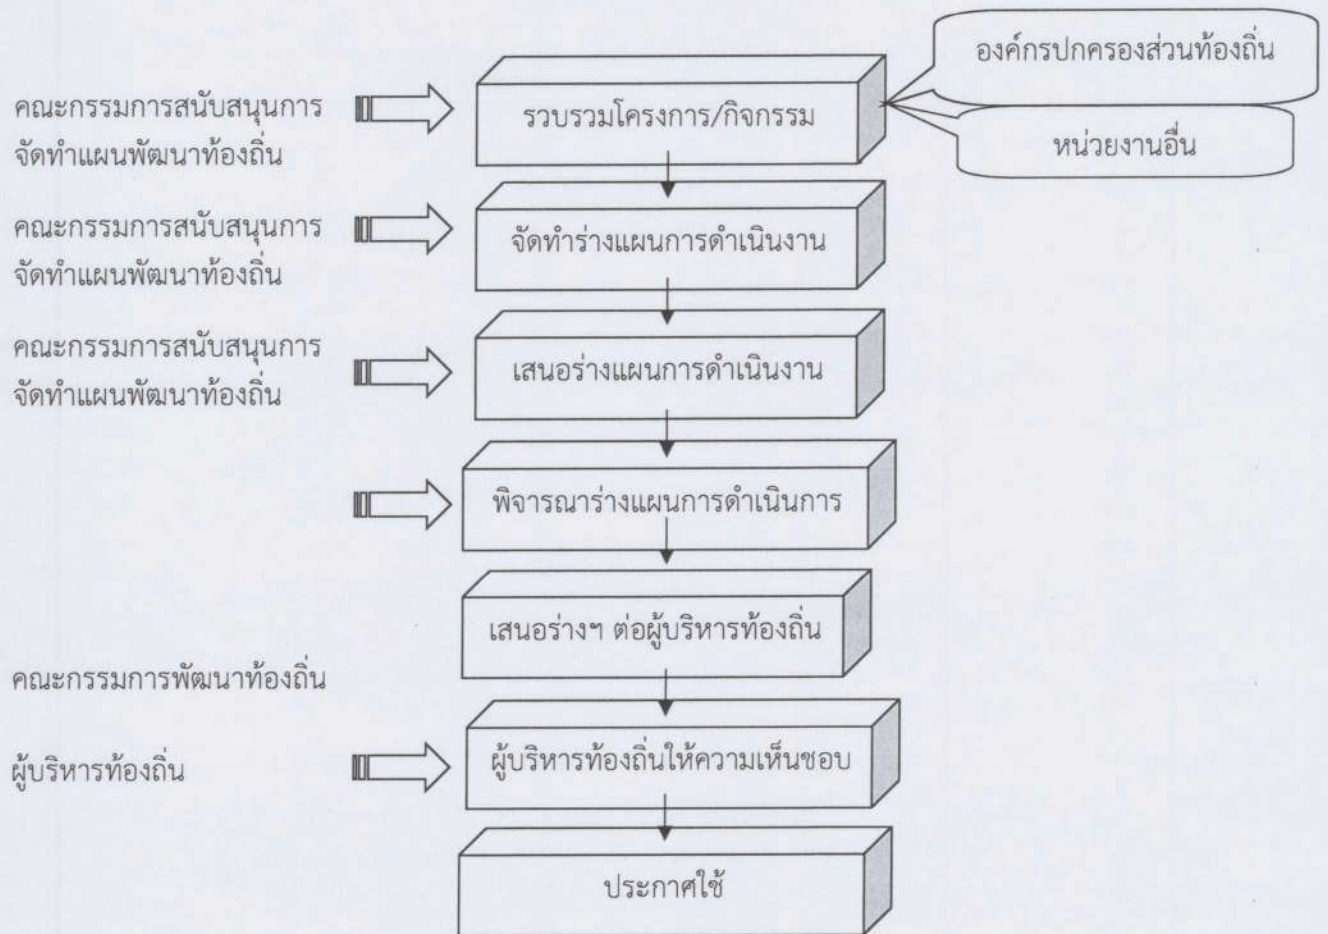 องค์กรปกครองส่วนท้องถิ่น
หน่วยงานอื่น
คณะกรรมการสนับสนุนการ
จัดทำแผนพัฒนาท้องถิ่น
รวบรวมโครงการ/กิจกรรม
คณะกรรมการสนับสนุนการ
จัดทำแผนพัฒนาท้องถิ่น
จัดทำร่างแผนการดำเนินงาน
คณะกรรมการสนับสนุนการ
จัดทำแผนพัฒนาท้องถิ่น
เสนอร่างแผนการดำเนินงาน
พิจารณาร่างแผนการดำเนินการ
เสนอร่างฯ ต่อผู้บริหารท้องถิ่น
คณะกรรมการพัฒนาท้องถิ่น
ผู้บริหารท้องถิ่น
ผู้บริหารท้องถิ่นให้ความเห็นชอบ
ประกาศใช้